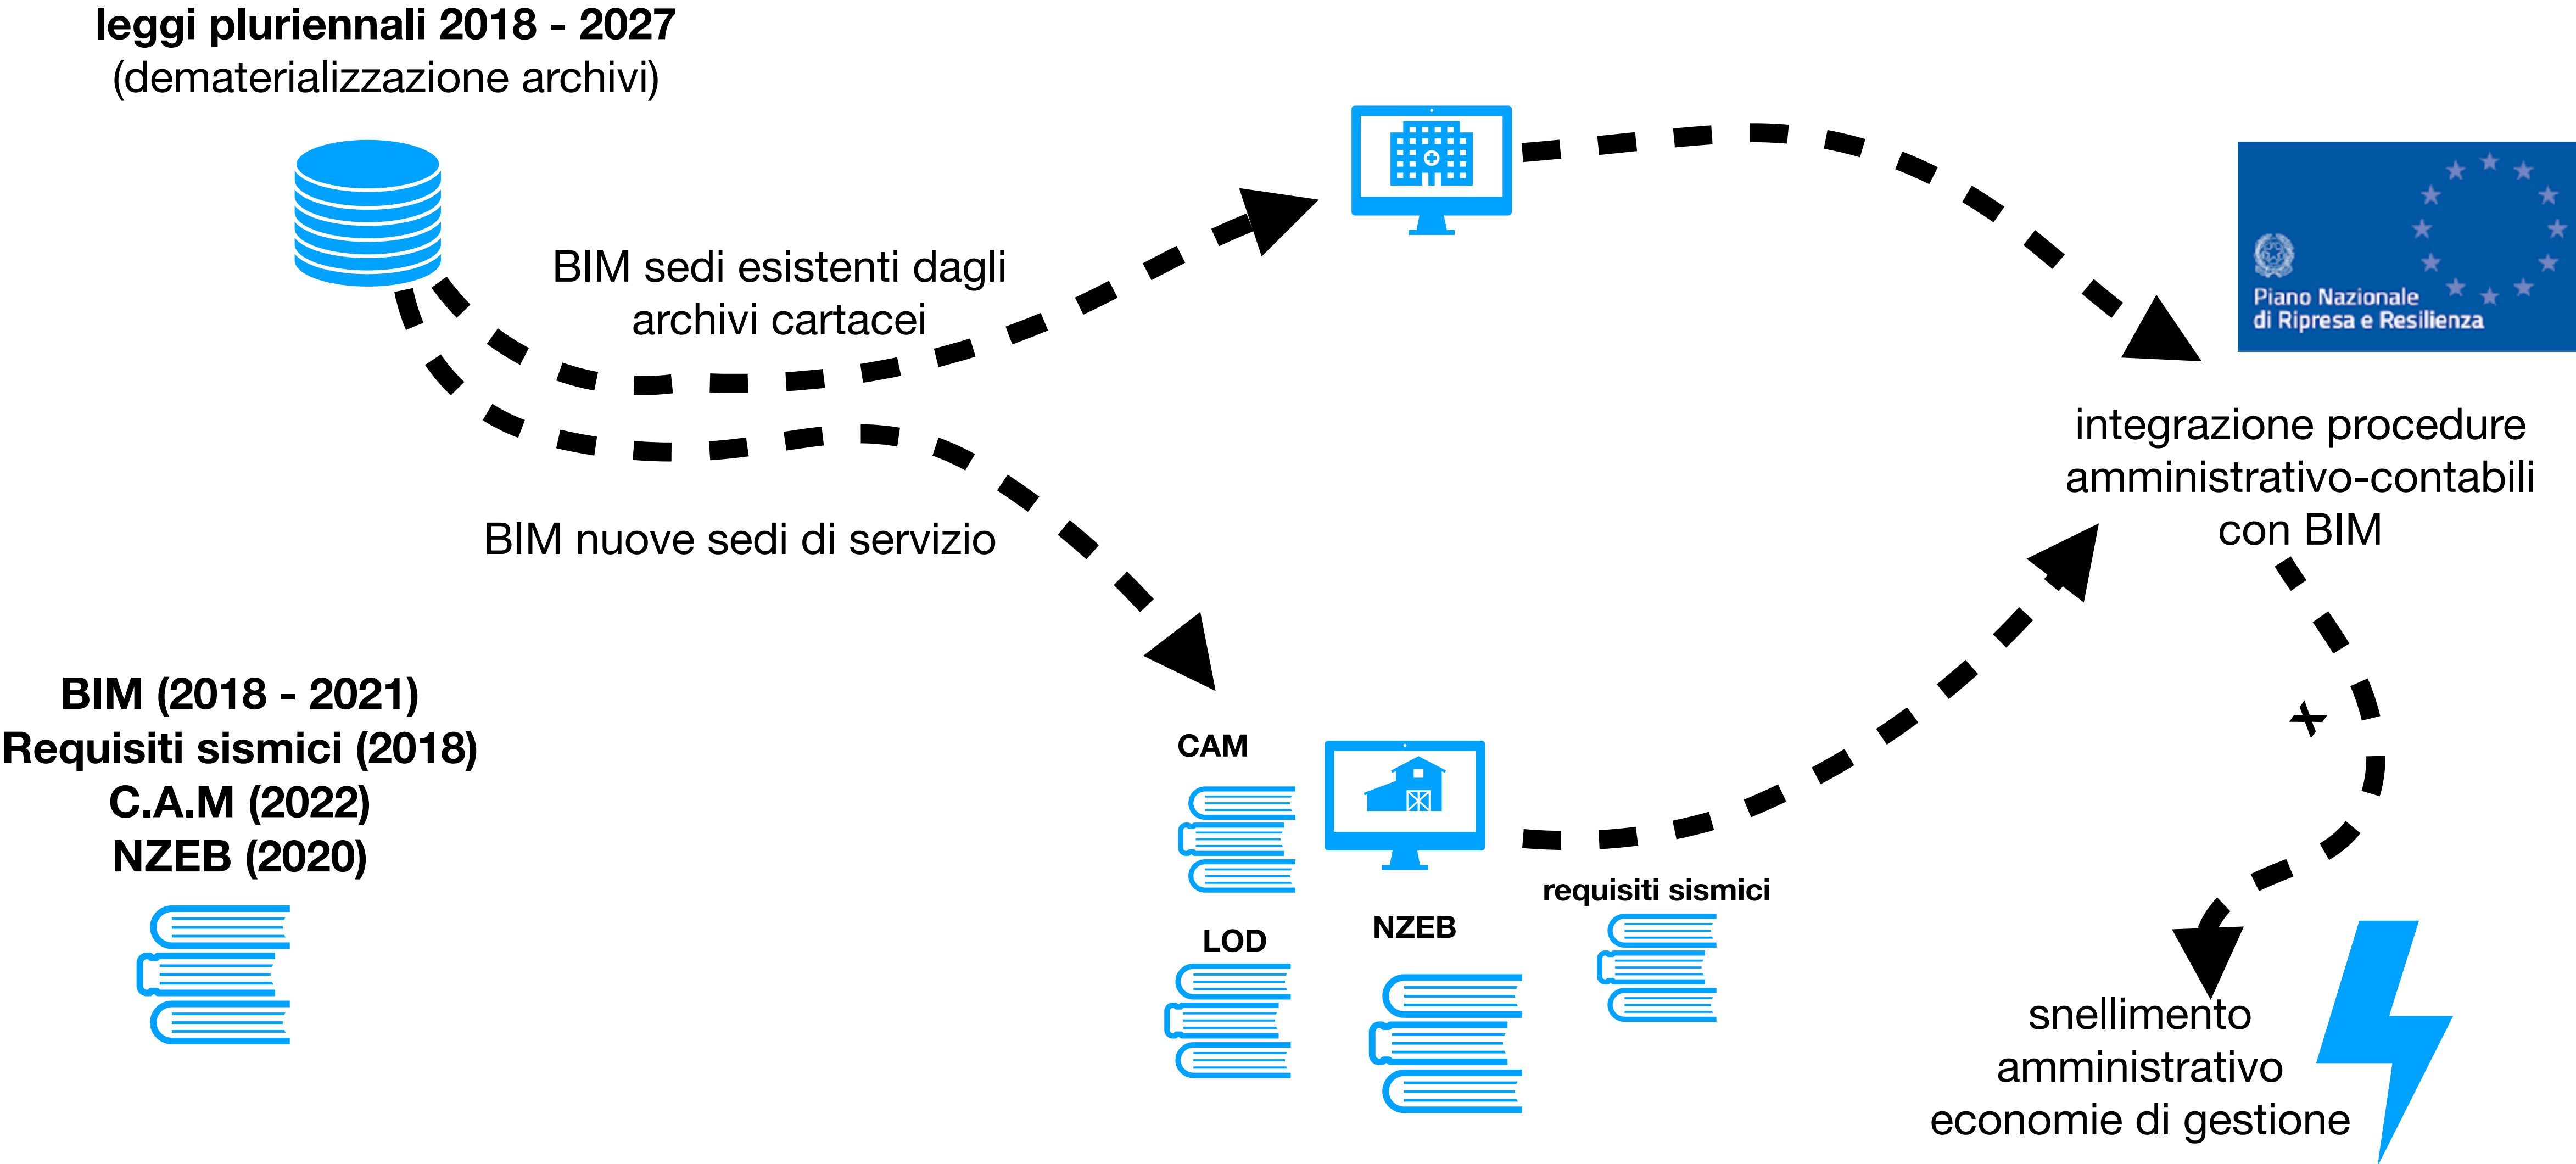 leggi pluriennali 2018 - 2027
(dematerializzazione archivi)
BIM sedi esistenti dagli
archivi cartacei
BIM nuove sedi di servizio
Piano Nazionale
di Ripresa e Resilienza
integrazione procedure
amministrativo-contabili
con BIM
x
BIM (2018 - 2021)
Requisiti sismici (2018)
C.A.M (2022)
NZEB (2020)
CAM
LOD
NZEB
requisiti sismici
snellimento
amministrativo
economie di gestione